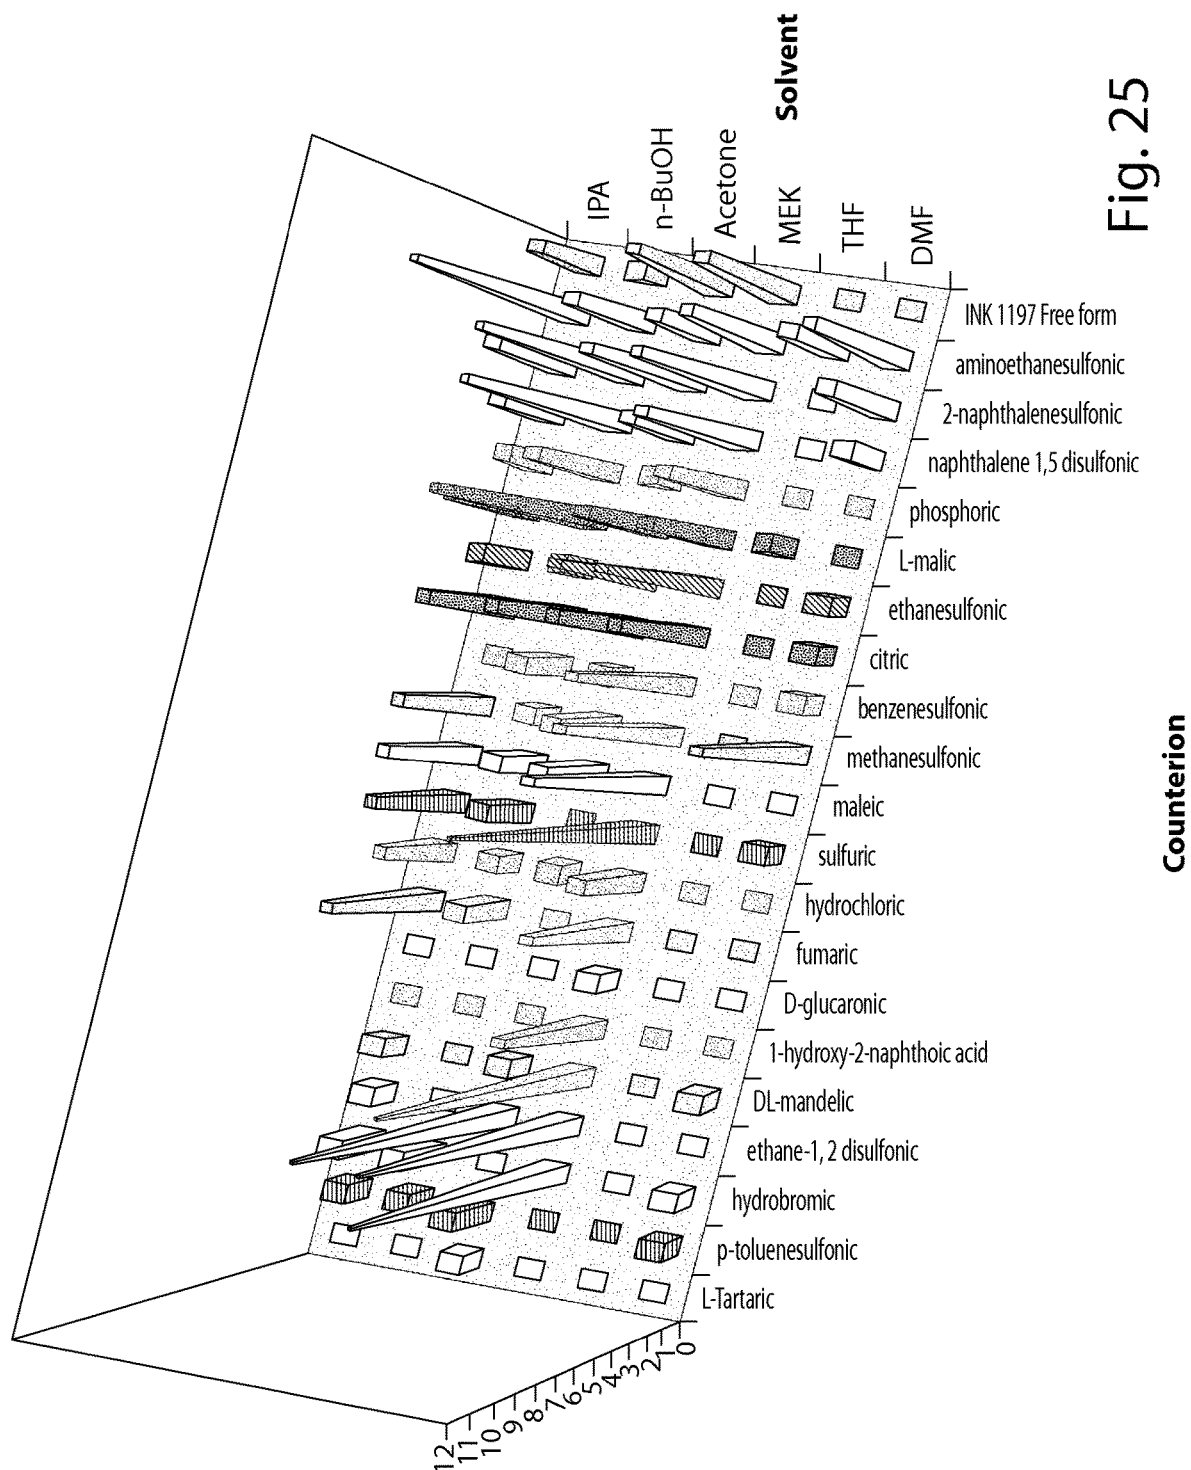 Fig. 25
Solvent
IPA
n-BuOH
Acetone
MEK
THF
DMF
INK 1197 Free form
aminoethanesulfonic
2-naphthalenesulfonic
naphthalene 1,5 disulfonic
phosphoric
L-malic
ethanesulfonic
citric
benzenesulfonic
methanesulfonic
maleic
sulfuric
hydrochloric
fumaric
D-glucaronic
1-hydroxy-2-naphthoic acid
DL-mandelic
ethane-1, 2 disulfonic
hydrobromic
p-toluenesulfonic
L-Tartaric
Counterion
12
11
10
9
8
7
6
5
4
3
2
1
0